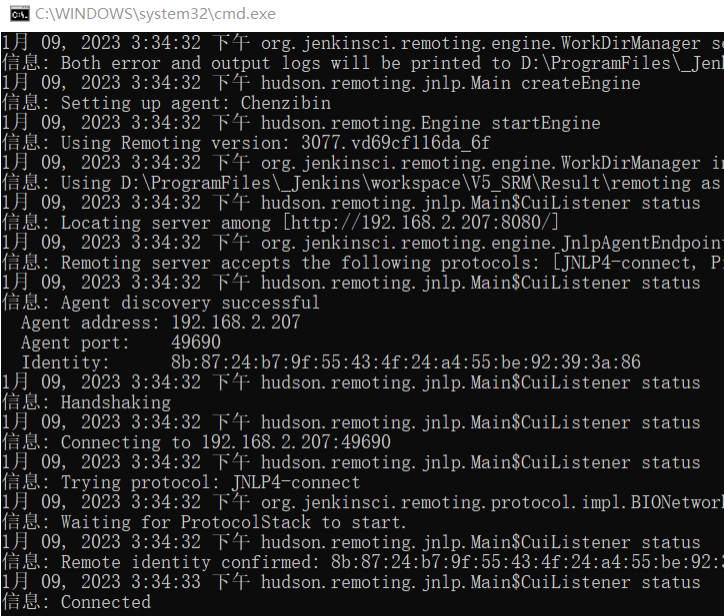 C:\WINDOWS\system32\cmd.exe
1月 09, 2023 3:34:32 下午 org.jenkinsci.remoting.engine.WorkDirManager
信息: Both error and output logs will be printed to D:\ProgramFiles\_Jen
1月 09, 2023 3:34:32 下午 hudson.remoting.jnlp.Main createEngine
信息: Setting up agent: Chenzibin
1月 09, 2023 3:34:32 下午 hudson.remoting.Engine startEngine
信息: Using Remoting version: 3077.vd69cf116da_6f
1月 09, 2023 3:34:32 下午 org.jenkinsci.remoting.engine.WorkDirManager in
信息: Using D:\ProgramFiles\_Jenkins\workspace\V5_SRM\Result\remoting as
1月 09, 2023 3:34:32 下午 hudson.remoting.jnlp.Main$CuiListener status
信息: Locating server among [http://192.168.2.207:8080/]
1月 09, 2023 3:34:32 下午 org.jenkinsci.remoting.engine.JnlpAgentEndpoin
信息: Remoting server accepts the following protocols: [JNLP4-connect, P
1月 09, 2023 3:34:32 下午 hudson.remoting.jnlp.Main$CuiListener status
信息: Agent discovery successful
Agent address: 192.168.2.207
Agent port: 49690
Identity: 8b:87:24:b7:9f:55:43:4f:24:a4:55:be:92:39:3a:86
1月 09, 2023 3:34:32 下午 hudson.remoting.jnlp.Main$CuiListener status
信息: Handshaking
1月 09, 2023 3:34:32 下午 hudson.remoting.jnlp.Main$CuiListener status
信息: Connecting to 192.168.2.207:49690
1月 09, 2023 3:34:32 下午 hudson.remoting.jnlp.Main$CuiListener status
信息: Trying protocol: JNLP4-connect
1月 09, 2023 3:34:32 下午 org.jenkinsci.remoting.protocol.impl.BIONetwor
信息: Waiting for ProtocolStack to start.
1月 09, 2023 3:34:32 下午 hudson.remoting.jnlp.Main$CuiListener status
信息: Remote identity confirmed: 8b:87:24:b7:9f:55:43:4f:24:a4:55:be:92:
1月 09, 2023 3:34:33 下午 hudson.remoting.jnlp.Main$CuiListener status
信息: Connected